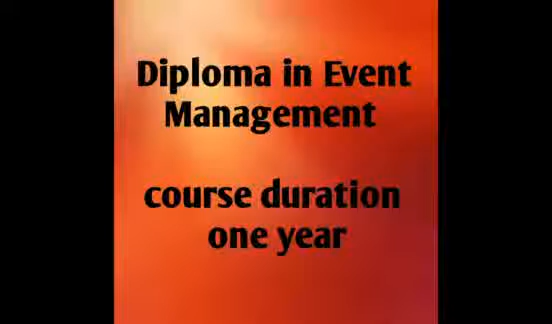 Diploma in Event
Management
course duration
one year